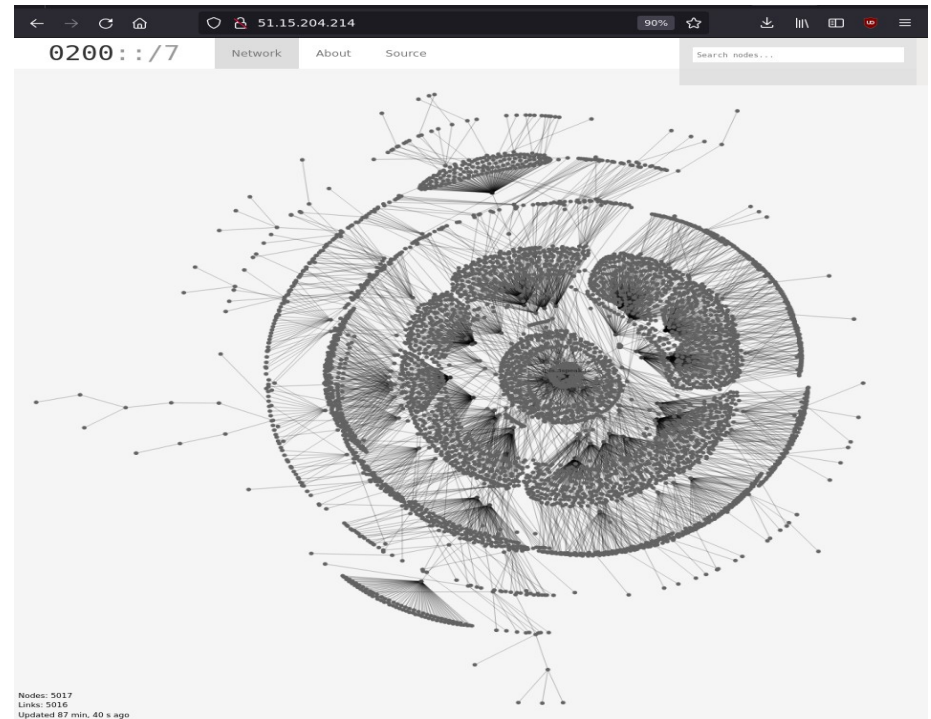 51.15.204.214
90%
0200::/7
Network
About
Source
Search nodes...
Nodes: 5017
Links: 5016
Updated 87 min, 40 s ago